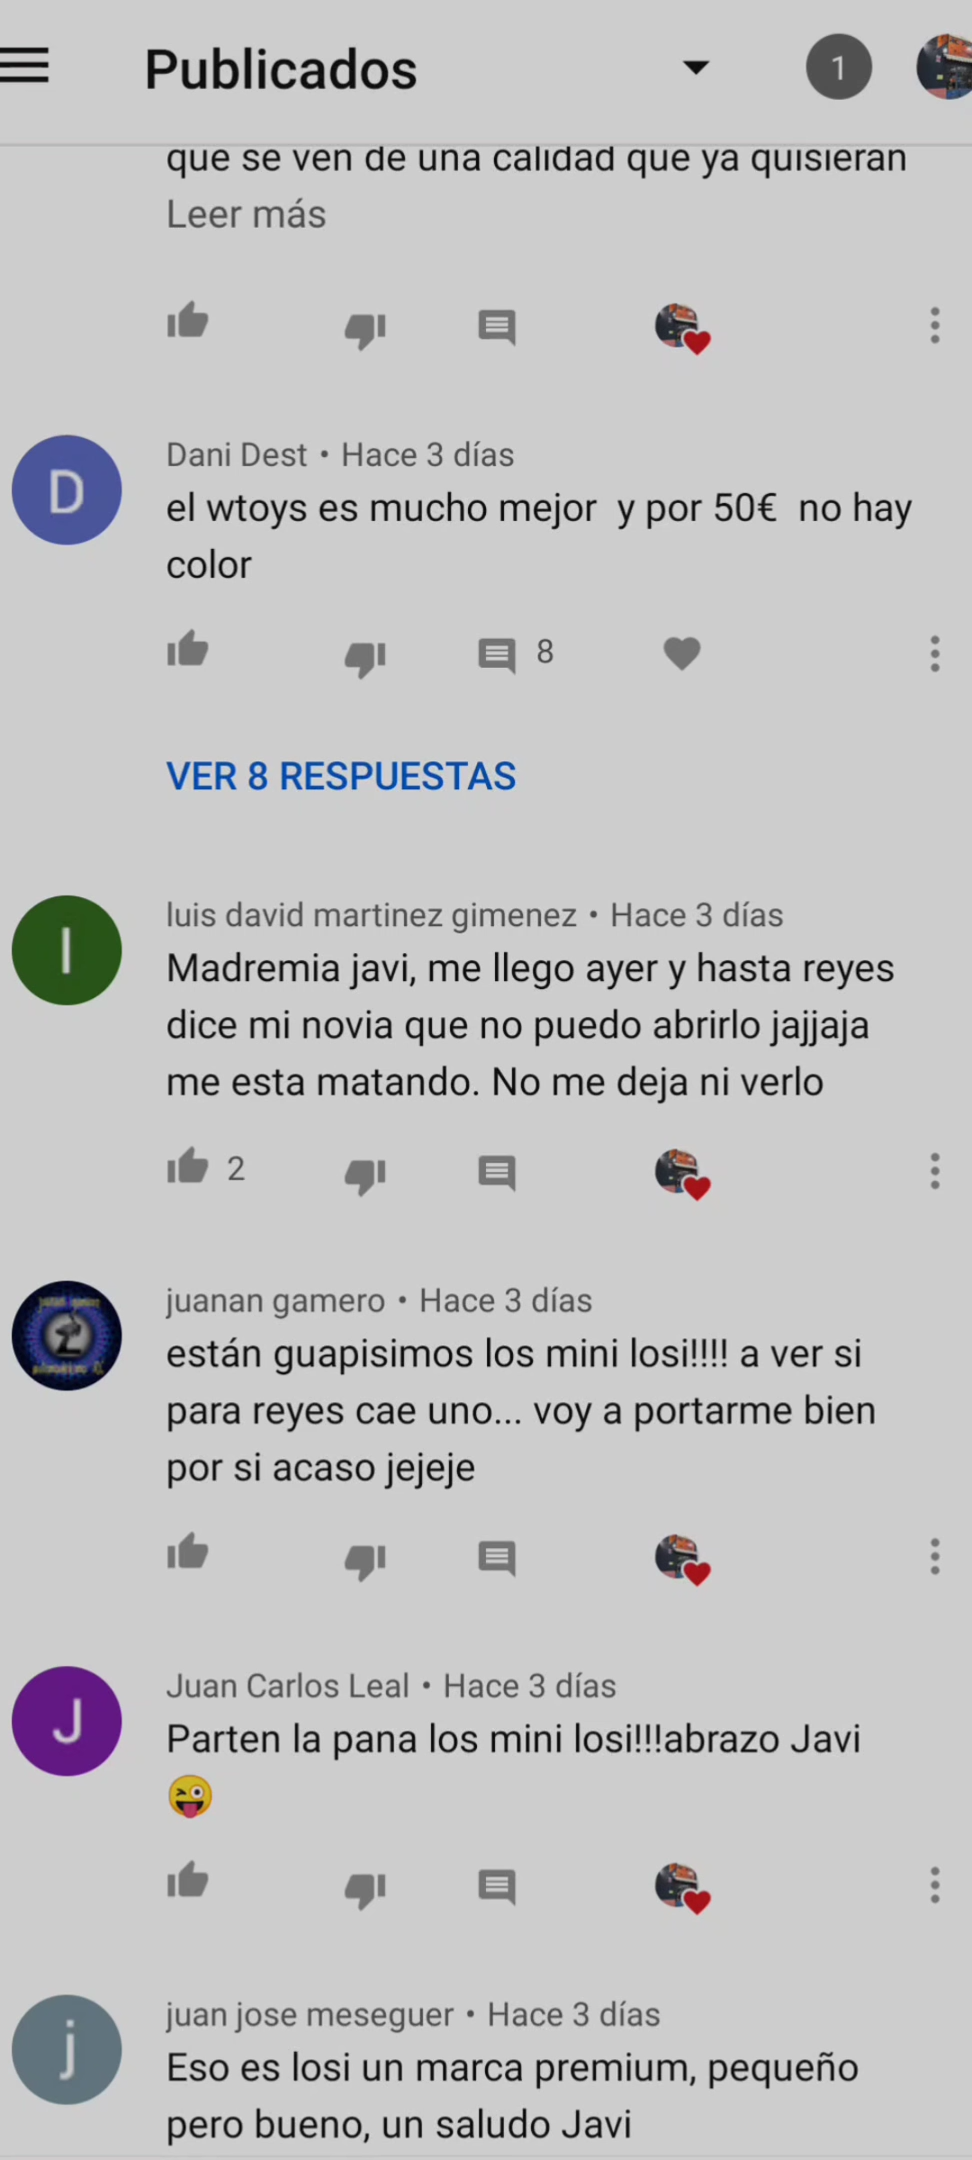 Publicados
1
que se ven de una calidad que ya quisieran
Leer más
D
Dani Dest • Hace 3 días
el wtoys es mucho mejor  y por 50€  no hay
color
8
VER 8 RESPUESTAS
l
luis david martinez gimenez • Hace 3 días
Madremia javi, me llego ayer y hasta reyes
dice mi novia que no puedo abrirlo jajjaja
me esta matando. No me deja ni verlo
2
juanan gamero • Hace 3 días
están guapisimos los mini losi!!!! a ver si
para reyes cae uno... voy a portarme bien
por si acaso jejeje
J
Juan Carlos Leal • Hace 3 días
Parten la pana los mini losi!!!abrazo Javi
😜
j
juan jose meseguer • Hace 3 días
Eso es losi un marca premium, pequeño
pero bueno, un saludo Javi